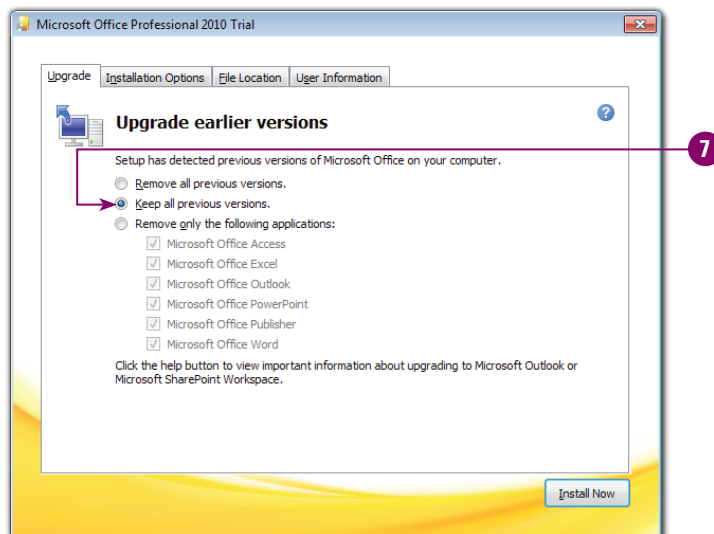 Microsoft Office Professional 2010 Trial
Upgrade Installation Options File Location User Information
Upgrade earlier versions
?
Setup has detected previous versions of Microsoft Office on your computer.
7
Remove all previous versions.
Keep all previous versions.
Remove only the following applications:
Microsoft Office Access
Microsoft Office Excel
Microsoft Office Outlook
Microsoft Office PowerPoint
Microsoft Office Publisher
Microsoft Office Word
Click the help button to view important information about upgrading to Microsoft Outlook or
Microsoft SharePoint Workspace.
Install Now